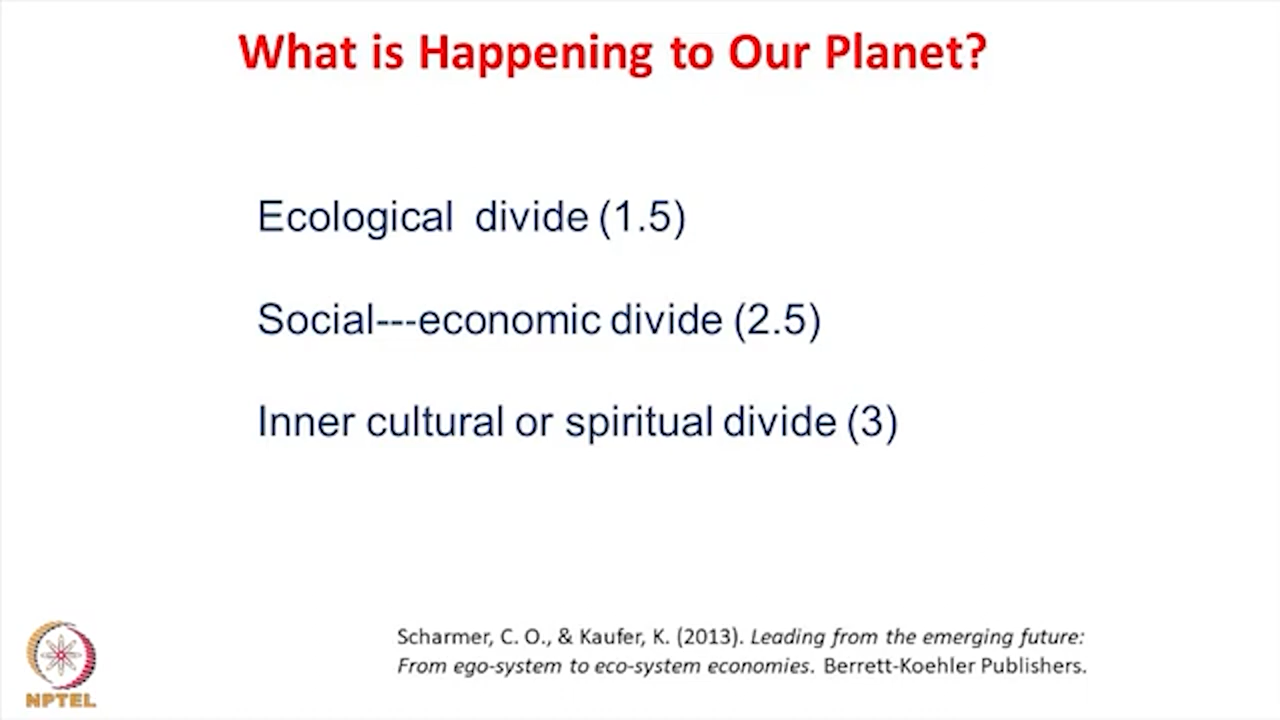 What is Happening to Our Planet?
Ecological divide (1.5)
Social---economic divide (2.5)
Inner cultural or spiritual divide (3)
Scharmer, C. O., & Kaufer, K. (2013). Leading from the emerging future:
From ego-system to eco-system economies. Berrett-Koehler Publishers.
NPTEL